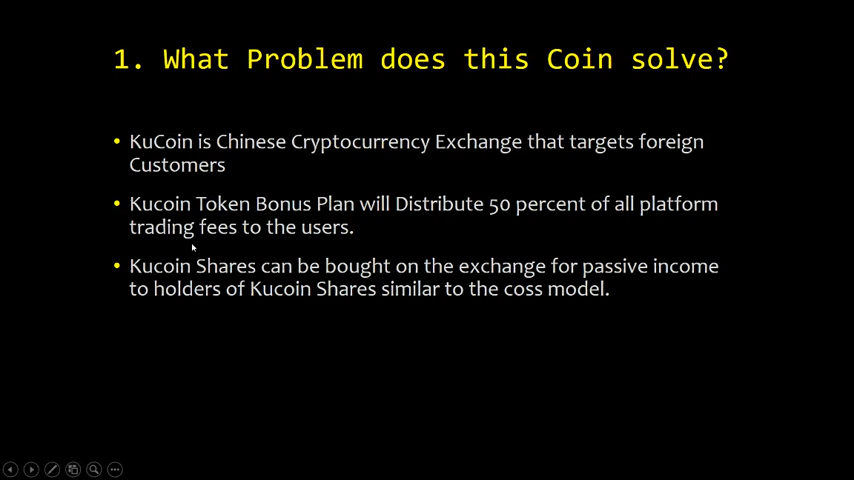 1. What Problem does this Coin solve?
• KuCoin is Chinese Cryptocurrency Exchange that targets foreign
Customers
• Kucoin Token Bonus Plan will Distribute 50 percent of all platform
trading fees to the users.
• Kucoin Shares can be bought on the exchange for passive income
to holders of Kucoin Shares similar to the coss model.